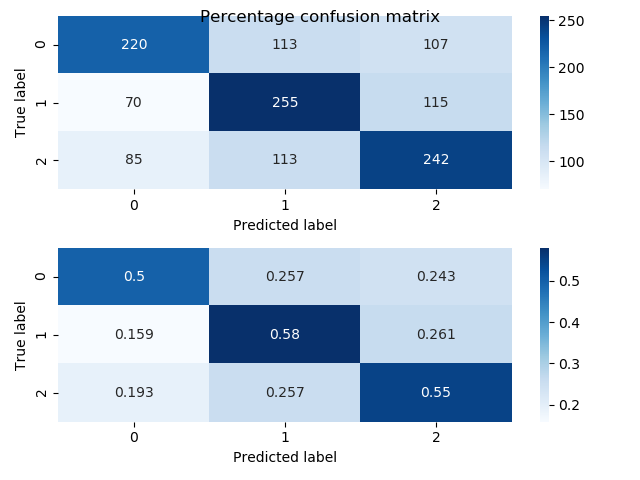 Percentage confusion matrix
0 220 113 107
1 70 255 115
2 85 113 242
True label
0 1 2
Predicted label
250
200
150
100
0 0.5 0.257 0.243
1 0.159 0.58 0.261
2 0.193 0.257 0.55
True label
0 1 2
Predicted label
0.5
0.4
0.3
0.2